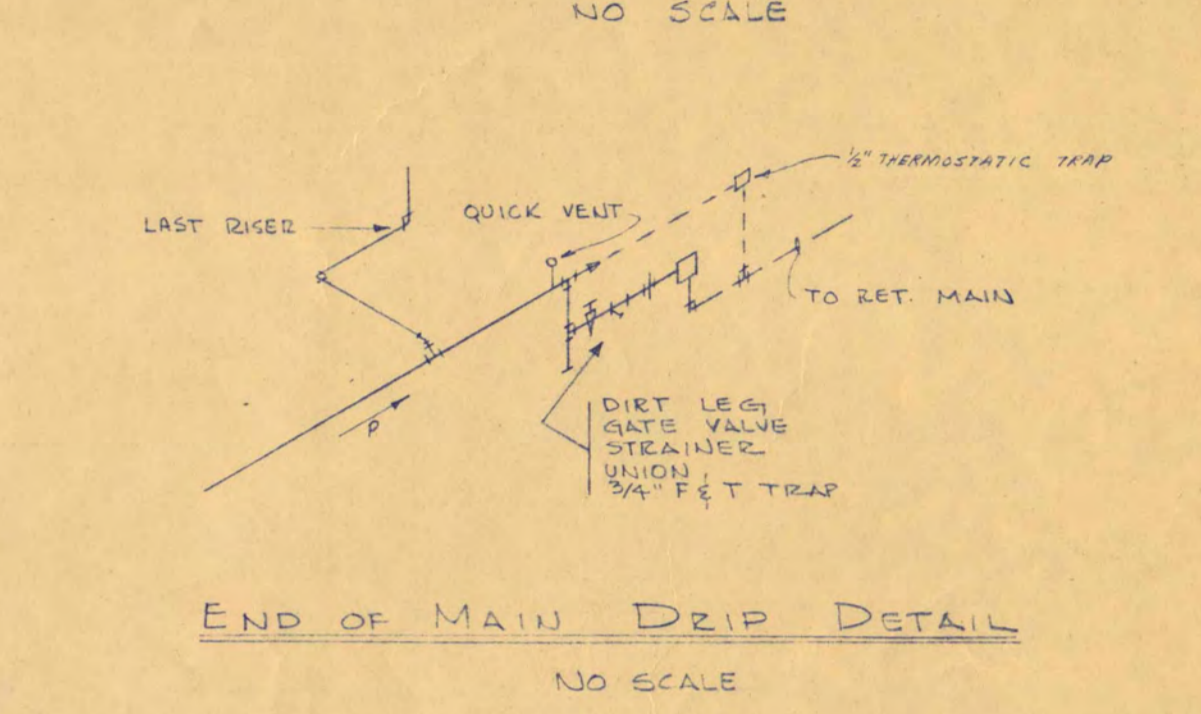 NO SCALE
½" THERMOSTATIC TRAP
LAST RISER
QUICK VENT
TO RET. MAIN
P
DIRT LEG
GATE VALVE
STRAINER
UNION
3/4" F & T TRAP
END OF MAIN DRIP DETAIL
NO SCALE